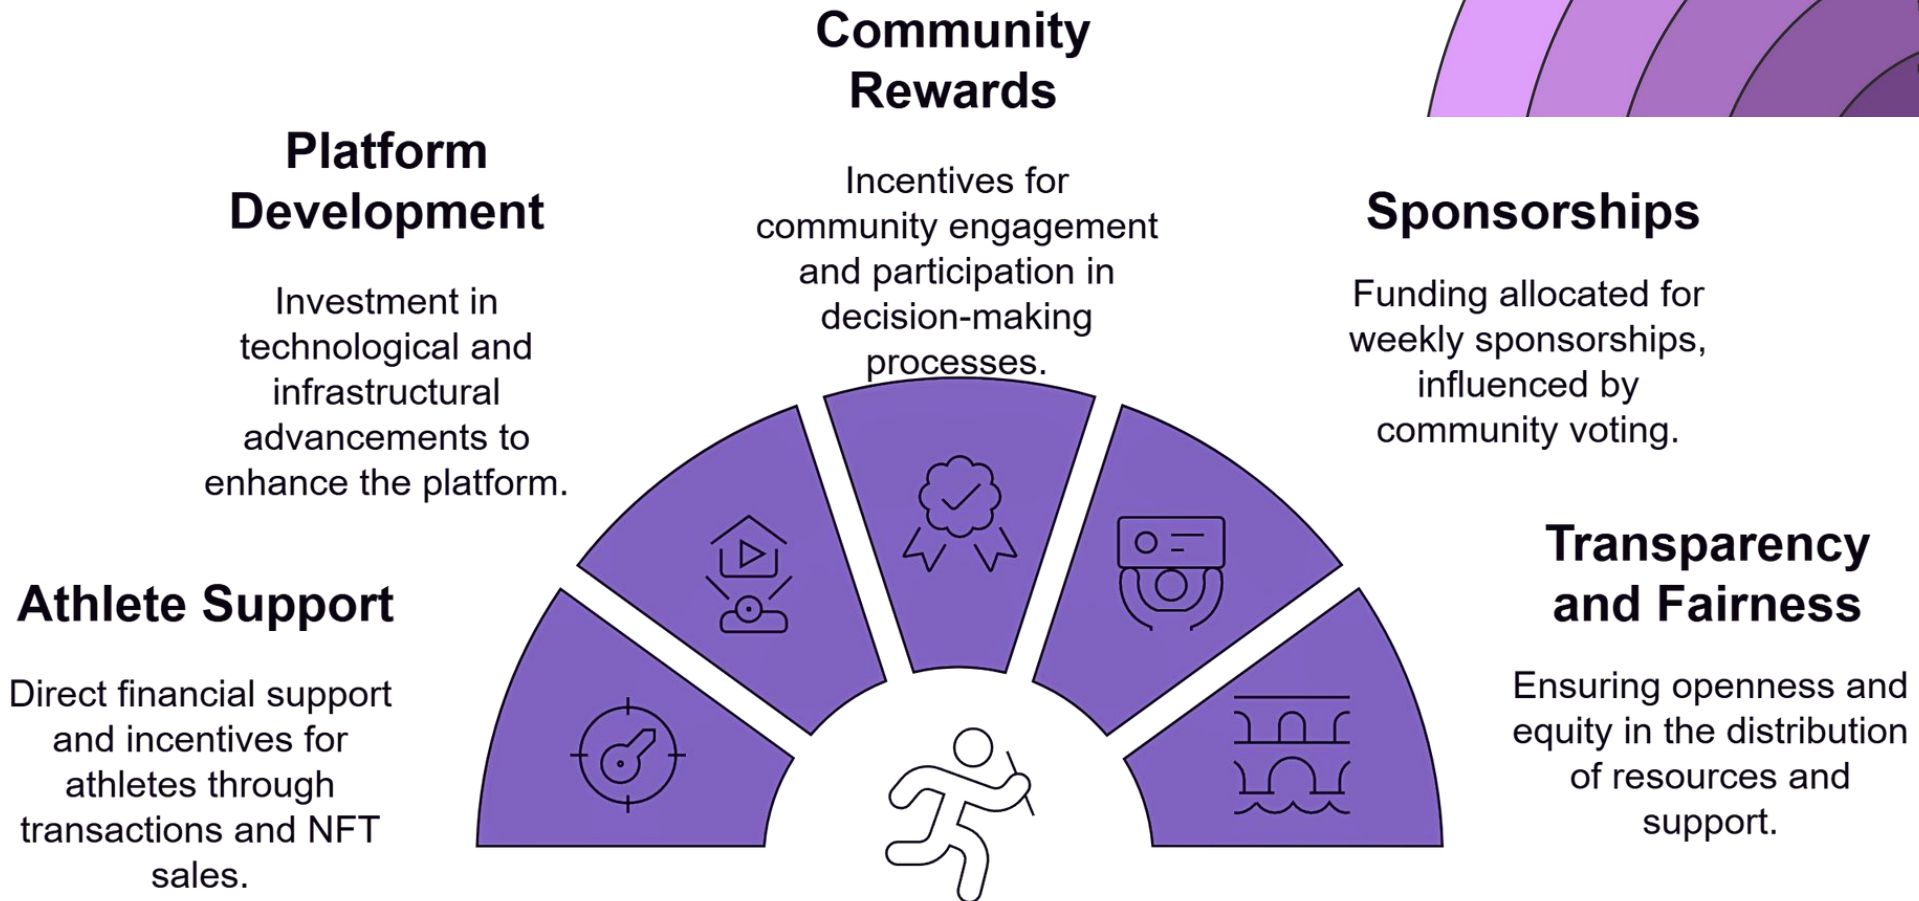 Community
Rewards
Incentives for
community engagement
and participation in
decision-making
processes.
Platform
Development
Investment in
technological and
infrastructural
advancements to
enhance the platform.
Sponsorships
Funding allocated for
weekly sponsorships,
influenced by
community voting.
Athlete Support
Direct financial support
and incentives for
athletes through
transactions and NFT
sales.
Transparency
and Fairness
Ensuring openness and
equity in the distribution
of resources and
support.